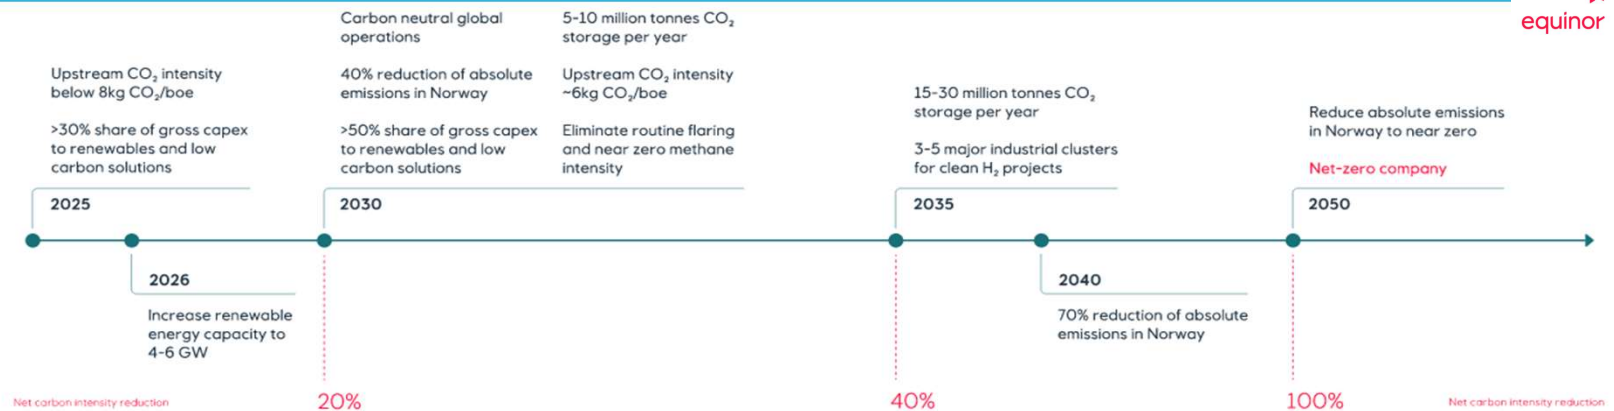 equinor
Upstream CO₂ intensity
below 8kg CO₂/boe
>30% share of gross capex
to renewables and low
carbon solutions
2025
2026
Increase renewable
energy capacity to
4-6 GW
Carbon neutral global
operations
40% reduction of absolute
emissions in Norway
>50% share of gross capex
to renewables and low
carbon solutions
5-10 million tonnes CO₂
storage per year
Upstream CO₂ intensity
~6kg CO₂/boe
Eliminate routine flaring
and near zero methane
intensity
2030
15-30 million tonnes CO₂
storage per year
3-5 major industrial clusters
for clean H₂ projects
2035
2040
70% reduction of absolute
emissions in Norway
Reduce absolute emissions
in Norway to near zero
Net-zero company
2050
Net carbon intensity reduction
20%
40%
100%
Net carbon intensity reduction